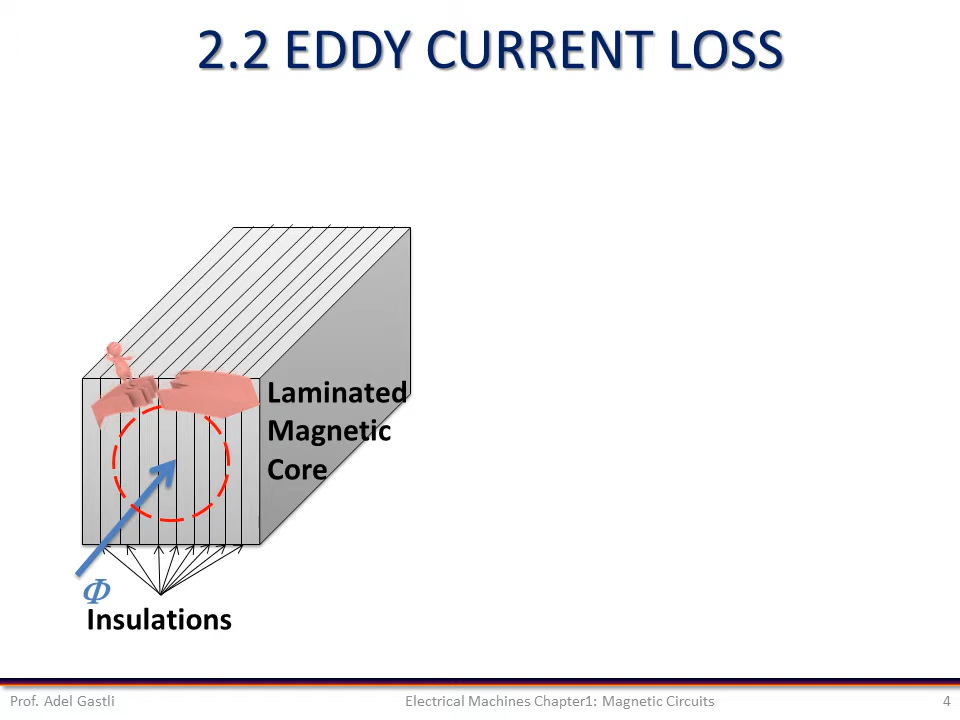 2.2 EDDY CURRENT LOSS
Laminated
Magnetic
Core
Φ
Insulations
Prof. Adel Gastli
Electrical Machines Chapter1: Magnetic Circuits
4